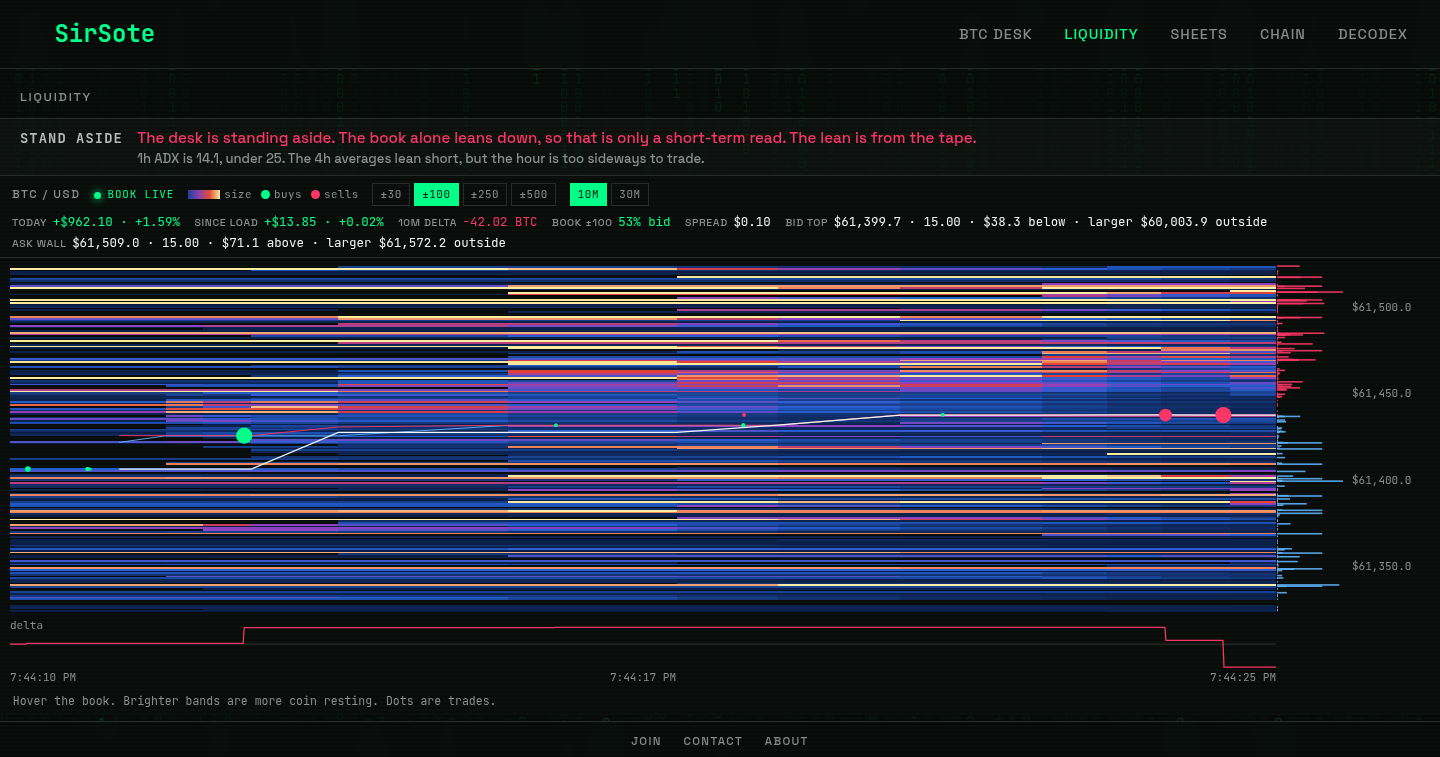 SirSote
BTC DESK LIQUIDITY SHEETS CHAIN DECODEX
LIQUIDITY
STAND ASIDE The desk is standing aside. The book alone leans down, so that is only a short-term read. The lean is from the tape.
1h ADX is 14.1, under 25. The 4h averages lean short, but the hour is too sideways to trade.
BTC / USD BOOK LIVE size buys sells ±30 ±100 ±250 ±500 10M 30M
TODAY +$962.10 · +1.59% SINCE LOAD +$13.85 · +0.02% 10M DELTA -42.02 BTC BOOK ±100 53% bid SPREAD $0.10 BID TOP $61,399.7 · 15.00 · $38.3 below · larger $60,003.9 outside
ASK WALL $61,509.0 · 15.00 · $71.1 above · larger $61,572.2 outside
$61,500.0
$61,450.0
$61,400.0
$61,350.0
delta
7:44:10 PM 7:44:17 PM 7:44:25 PM
Hover the book. Brighter bands are more coin resting. Dots are trades.
JOIN CONTACT ABOUT